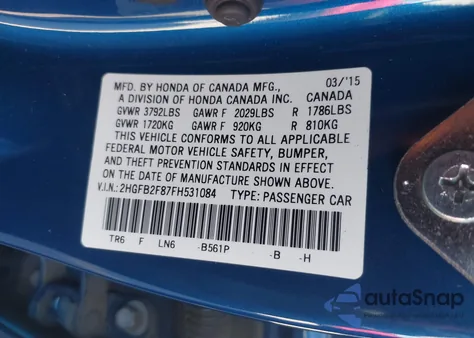 MFD. BY HONDA OF CANADA MFG., 03/'15
A DIVISION OF HONDA CANADA INC. CANADA
GVWR 3792LBS GAWR F 2029LBS R 1786LBS
GVWR 1720KG GAWR F 920KG R 810KG
THIS VEHICLE CONFORMS TO ALL APPLICABLE
FEDERAL MOTOR VEHICLE SAFETY, BUMPER,
AND THEFT PREVENTION STANDARDS IN EFFECT
ON THE DATE OF MANUFACTURE SHOWN ABOVE.
V.I.N.: 2HGFB2F87FH531084 TYPE: PASSENGER CAR
TR6 F LN6 -B561P -B -H
autoSnap